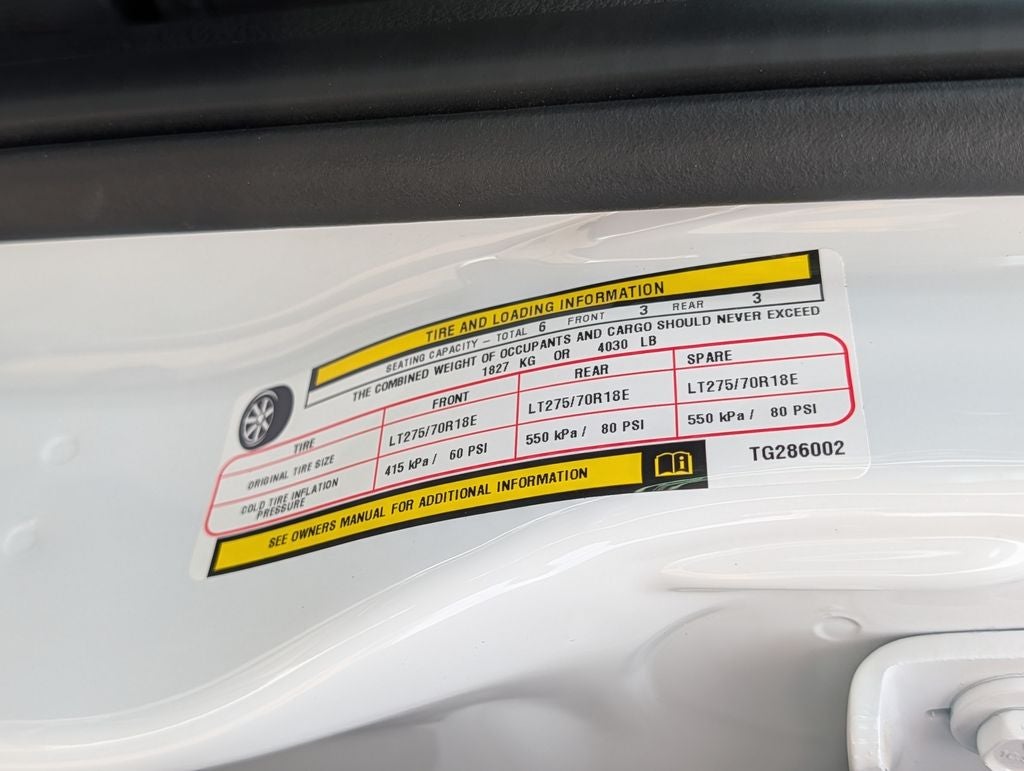 TIRE AND LOADING INFORMATION
SEATING CAPACITY – TOTAL 6 FRONT 3 REAR 3
THE COMBINED WEIGHT OF OCCUPANTS AND CARGO SHOULD NEVER EXCEED
1827 KG OR 4030 LB
TIRE FRONT REAR SPARE
ORIGINAL TIRE SIZE LT275/70R18E LT275/70R18E LT275/70R18E
COLD TIRE INFLATION PRESSURE 415 kPa / 60 PSI 550 kPa / 80 PSI 550 kPa / 80 PSI
SEE OWNERS MANUAL FOR ADDITIONAL INFORMATION
TG286002